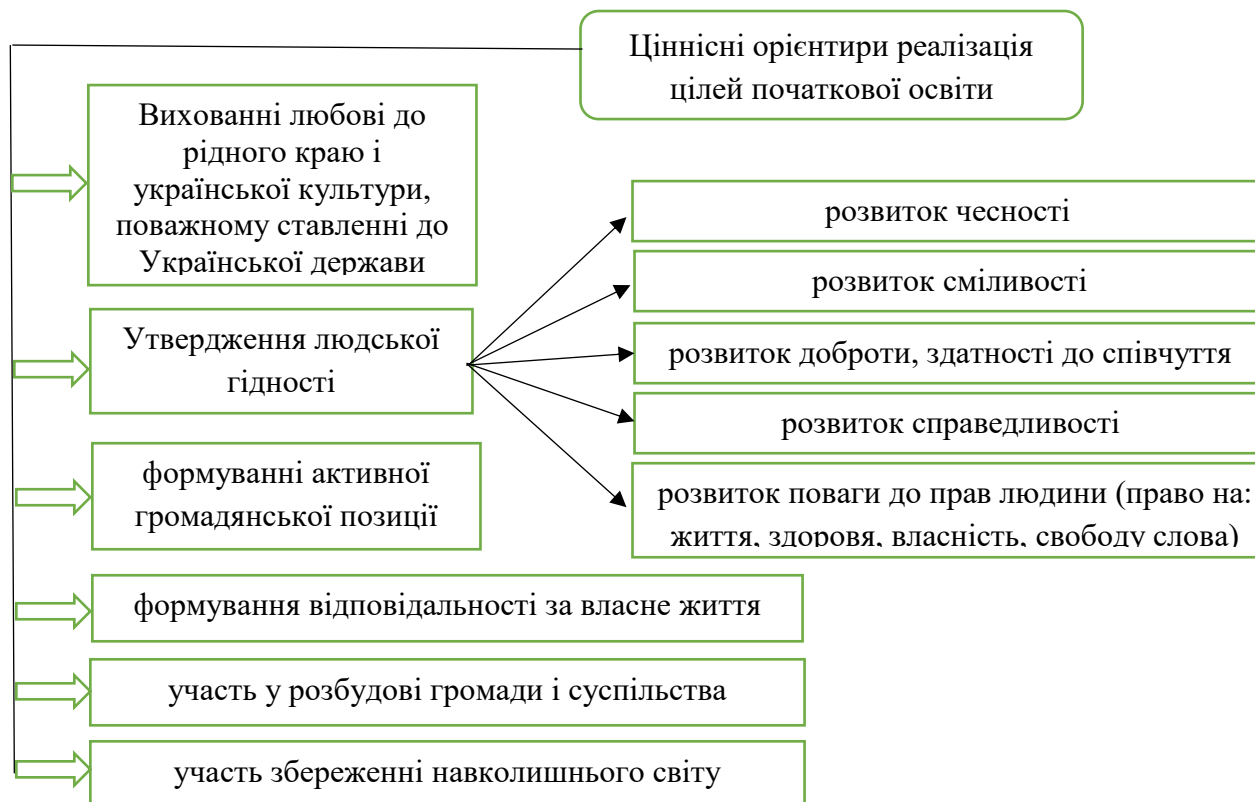 Ціннісні орієнтири реалізація
цілей початкової освіти
Вихованні любові до
рідного краю і
української культури,
поважному ставленні до
Української держави
Утвердження людської
гідності
розвиток чесності
розвиток сміливості
розвиток доброти, здатності до співчуття
розвиток справедливості
розвиток поваги до прав людини (право на:
життя, здоровя, власність, свободу слова)
формуванні активної
громадянської позиції
формування відповідальності за власне життя
участь у розбудові громади і суспільства
участь збереженні навколишнього світу